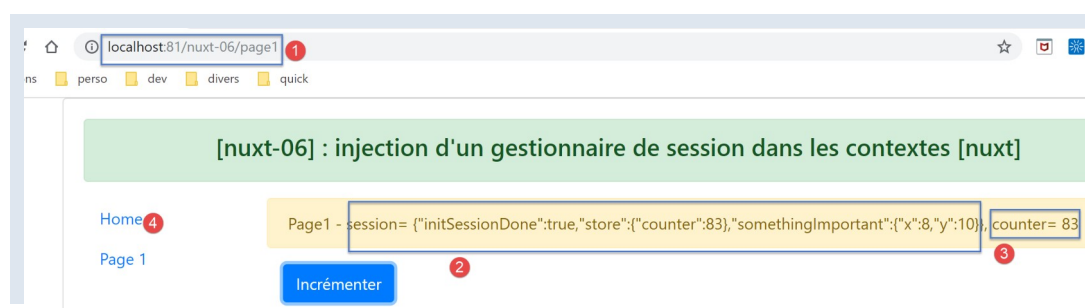 localhost:81/nuxt-06/page1 1
ns perso dev divers quick
[nuxt-06] : injection d'un gestionnaire de session dans les contextes [nuxt]
Home 4
Page1 - session= {"initSessionDone":true,"store":{"counter":83},"somethingImportant":{"x":8,"y":10}}, counter= 83
Page 1
2
3
Incrémenter